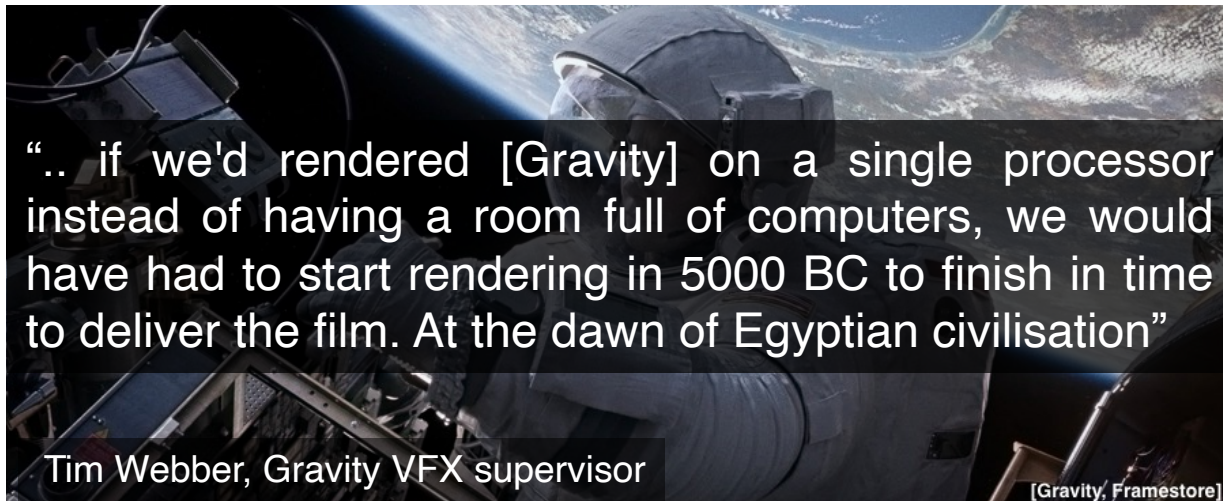 “.. if we'd rendered [Gravity] on a single processor
instead of having a room full of computers, we would
have had to start rendering in 5000 BC to finish in time
to deliver the film. At the dawn of Egyptian civilisation”
Tim Webber, Gravity VFX supervisor
[Gravity, Framestore]